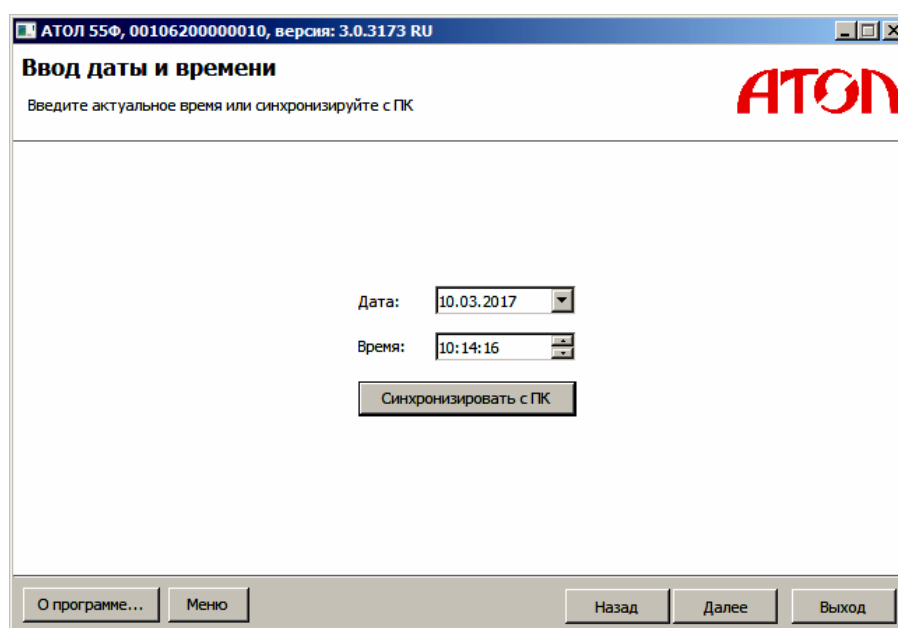 АТОЛ 55Ф, 00106200000010, версия: 3.0.3173 RU
Ввод даты и времени
Введите актуальное время или синхронизируйте с ПК
АТОЛ
Дата: 10.03.2017
Время: 10:14:16
Синхронизировать с ПК
О программе... Меню Назад Далее Выход